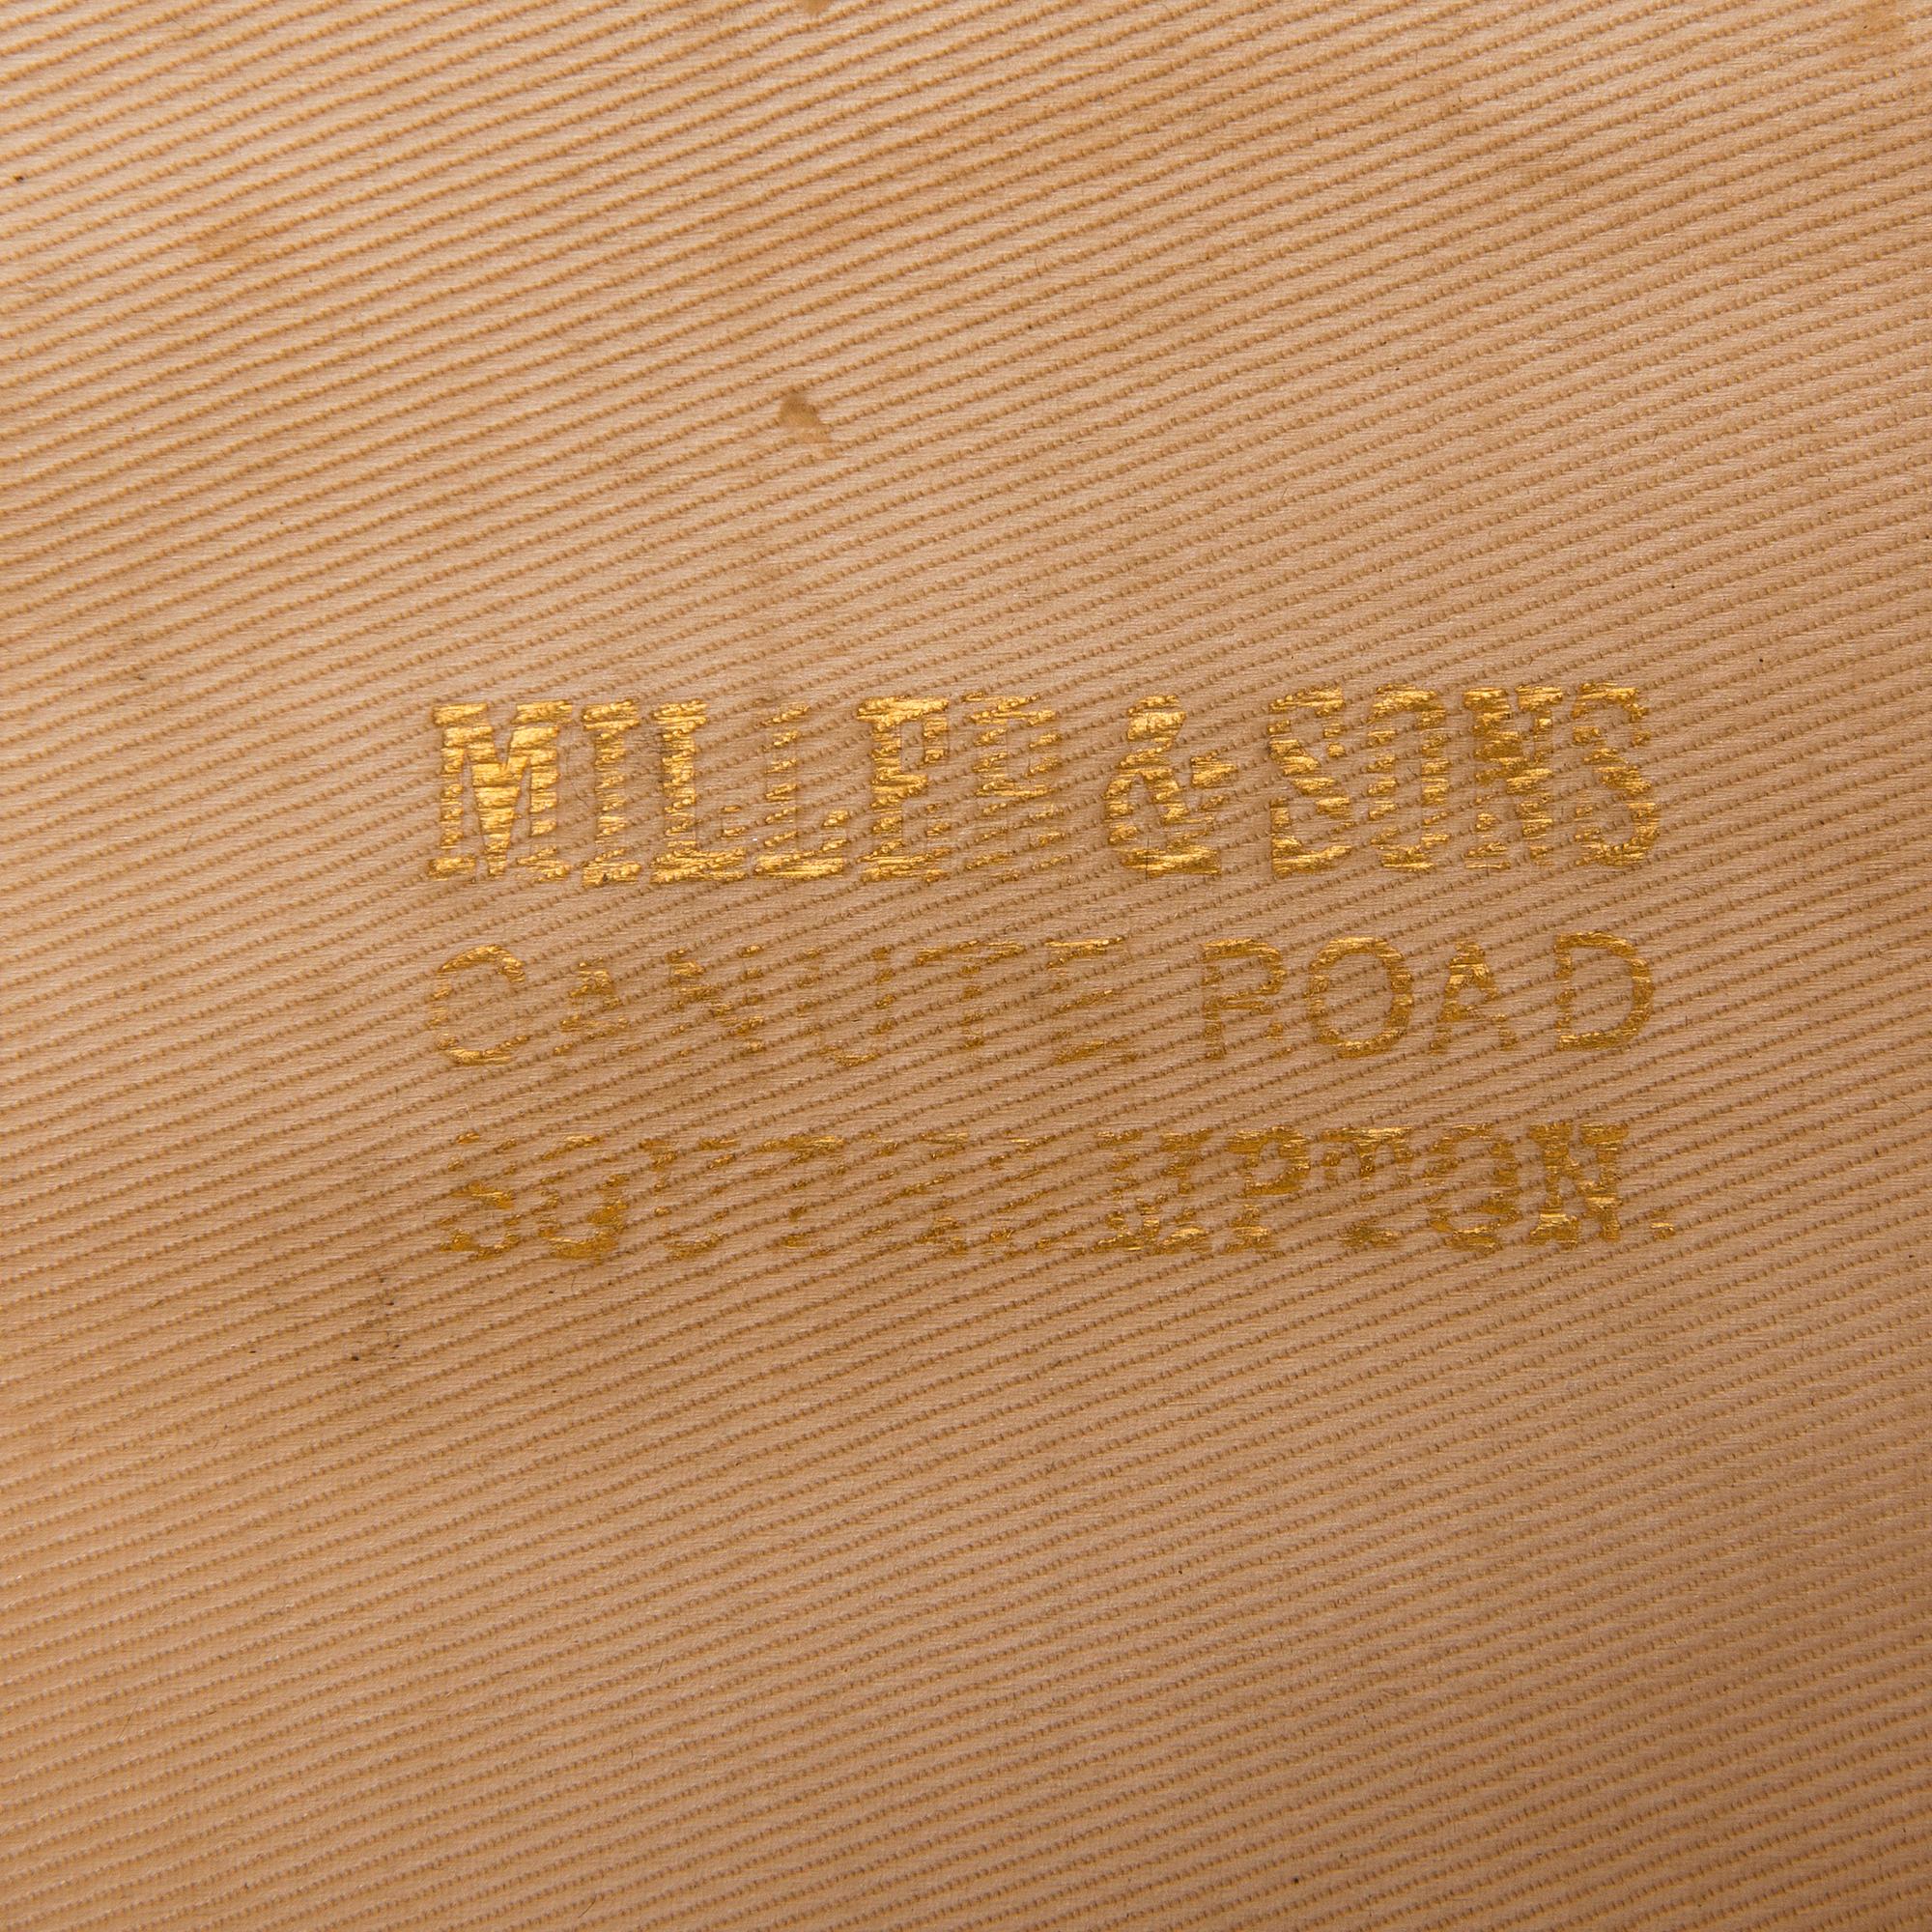 MILLER & SONS
CANUTE ROAD
SOUTHAMPTON.